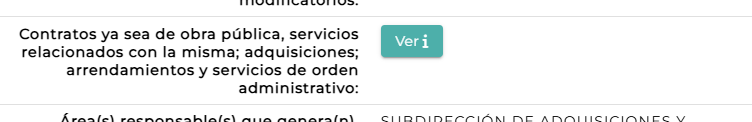 modificatorios:
Contratos ya sea de obra pública, servicios
relacionados con la misma; adquisiciones;
arrendamientos y servicios de orden
administrativo:
Ver i
Área(s) responsable(s) que genera(n),
SUBDIRECCIÓN DE ADQUISICIONES Y